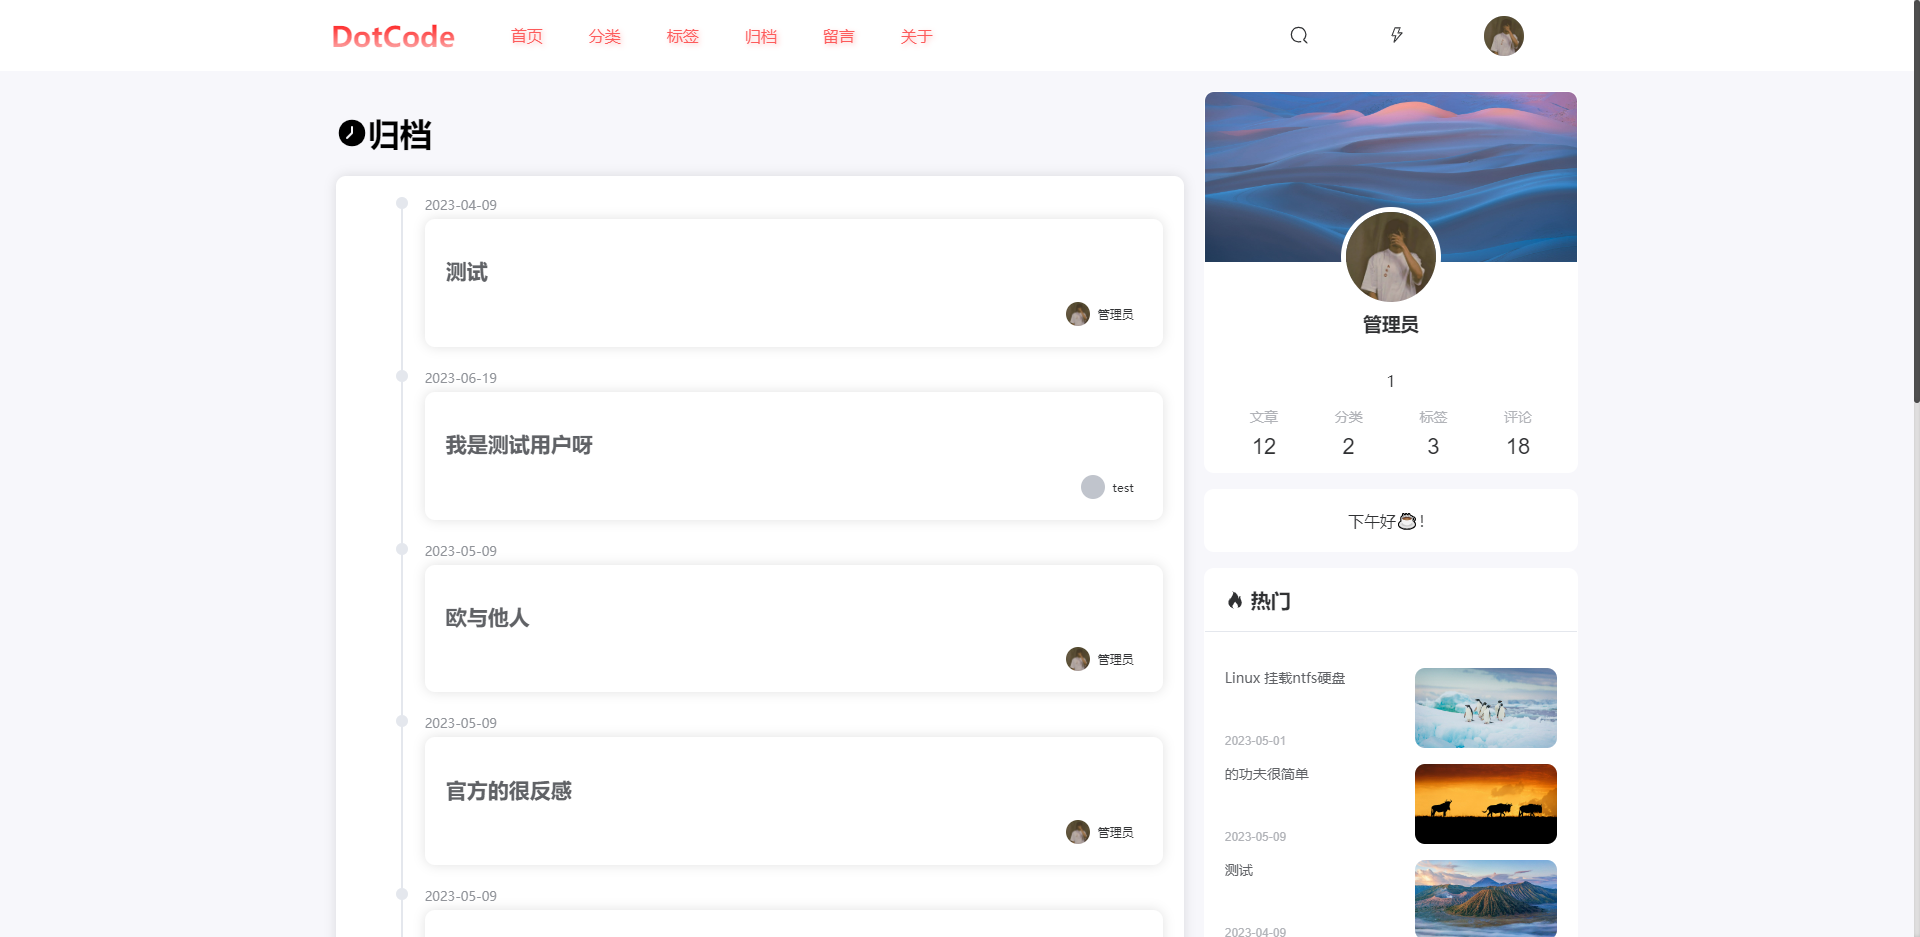 DotCode
首页 分类 标签 归档 留言 关于
归档
2023-04-09
测试
管理员
2023-06-19
我是测试用户呀
test
2023-05-09
欧与他人
管理员
2023-05-09
官方的很反感
管理员
2023-05-09
管理员
1
文章 分类 标签 评论
12 2 3 18
下午好☕!
热门
Linux 挂载ntfs硬盘
2023-05-01
的功夫很简单
2023-05-09
测试
2023-04-09